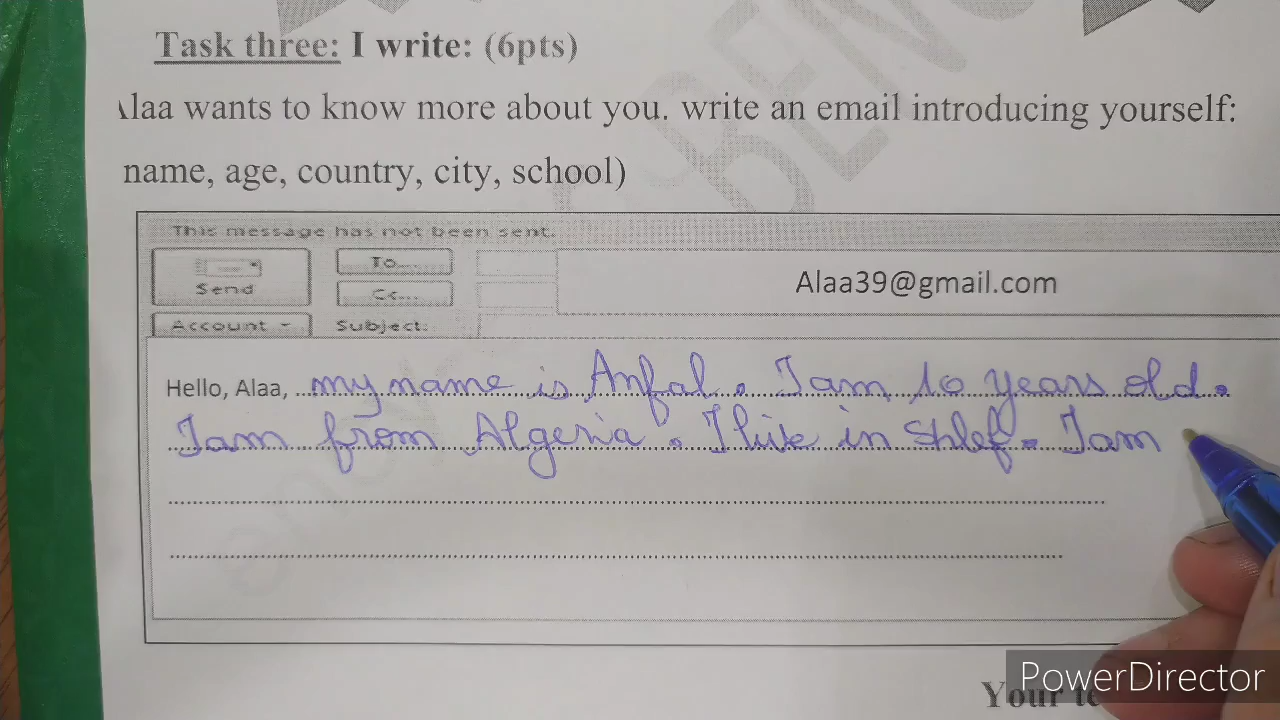 Task three: I write: (6pts)
Alaa wants to know more about you. write an email introducing yourself:
name, age, country, city, school)
This message has not been sent.
Send
To...
Cc...
Alaa39@gmail.com
Account
Subject:
Hello, Alaa, my name is Anfal. I am 10 years old.
I am from Algeria. I live in Shlef. I am
PowerDirector
Your